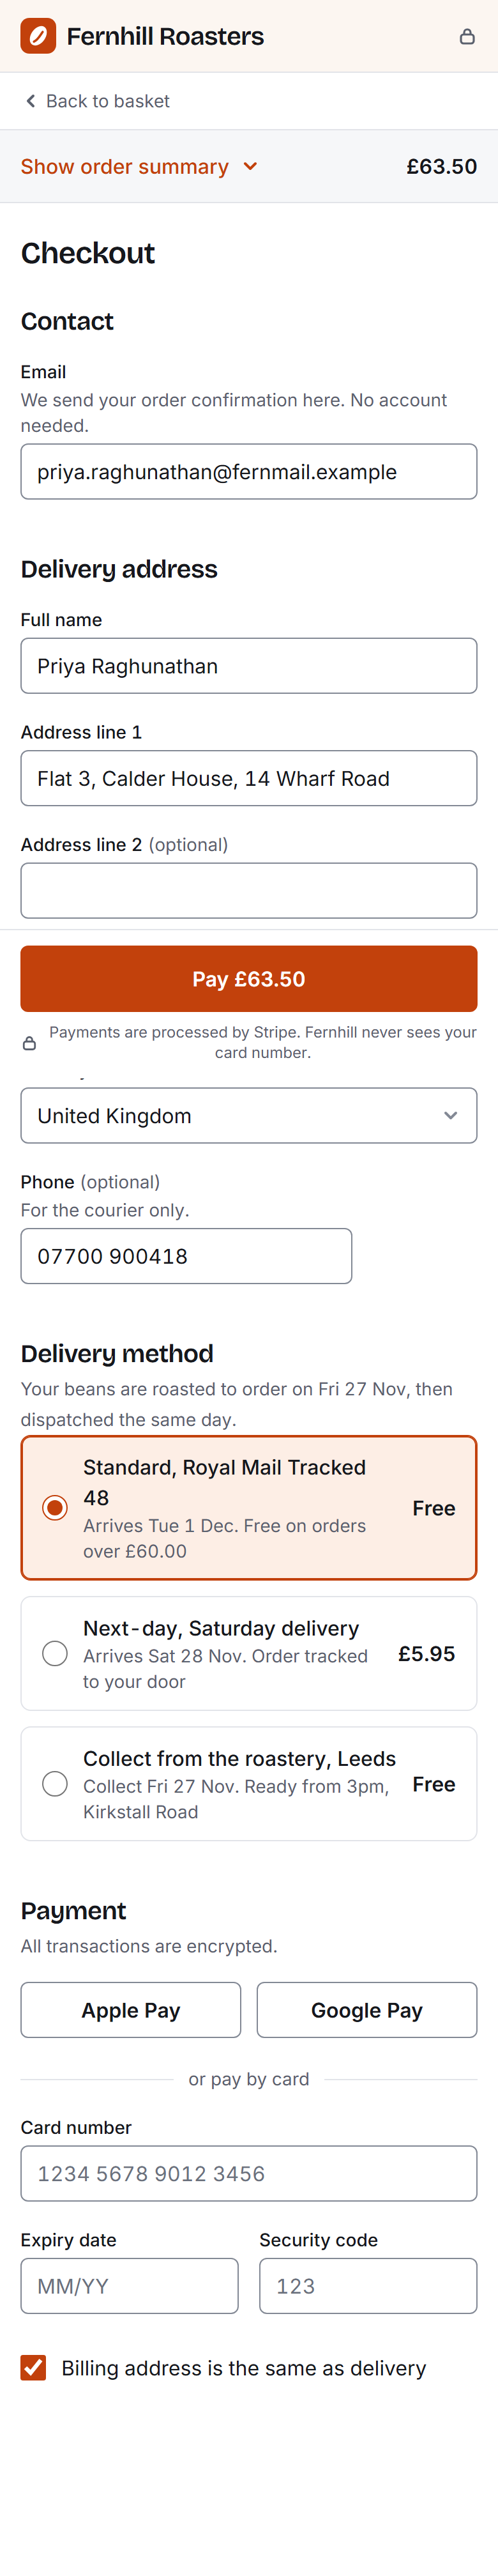 Fernhill Roasters
Back to basket
Show order summary £63.50
Checkout
Contact
Email
We send your order confirmation here. No account
needed.
priya.raghunathan@fernmail.example
Delivery address
Full name
Priya Raghunathan
Address line 1
Flat 3, Calder House, 14 Wharf Road
Address line 2 (optional)
Pay £63.50
Payments are processed by Stripe. Fernhill never sees your
card number.
United Kingdom
Phone (optional)
For the courier only.
07700 900418
Delivery method
Your beans are roasted to order on Fri 27 Nov, then
dispatched the same day.
Standard, Royal Mail Tracked
48
Free
Arrives Tue 1 Dec. Free on orders
over £60.00
Next-day, Saturday delivery
£5.95
Arrives Sat 28 Nov. Order tracked
to your door
Collect from the roastery, Leeds
Free
Collect Fri 27 Nov. Ready from 3pm,
Kirkstall Road
Payment
All transactions are encrypted.
Apple Pay Google Pay
or pay by card
Card number
1234 5678 9012 3456
Expiry date Security code
MM/YY 123
Billing address is the same as delivery